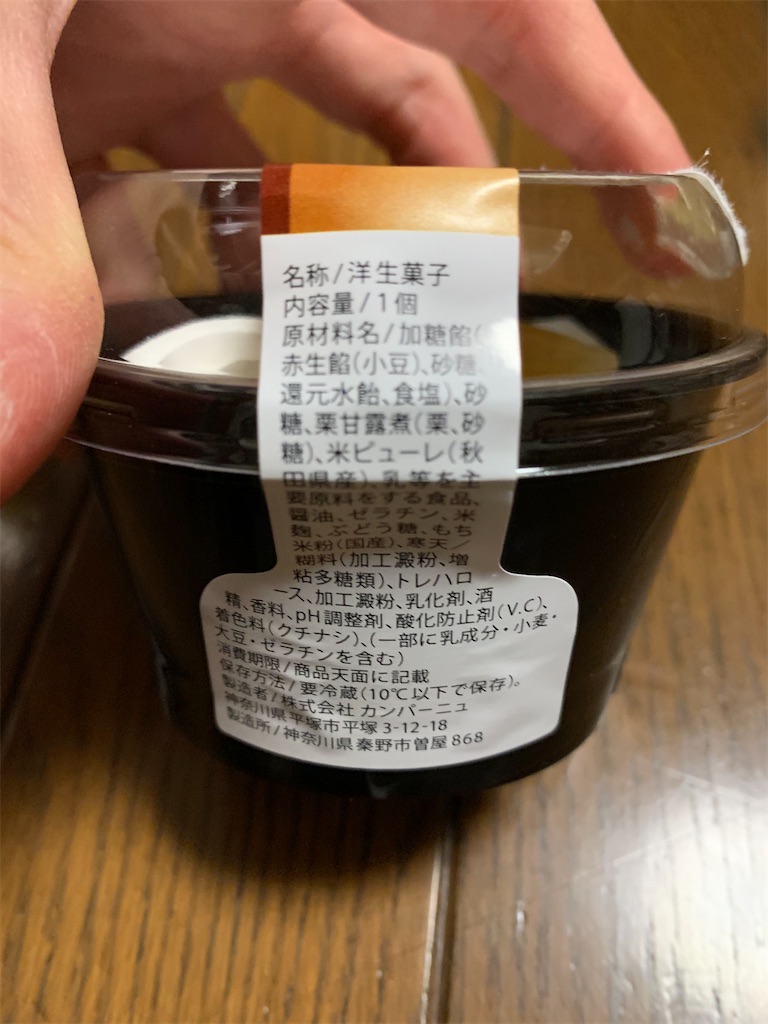 名称/洋生菓子
内容量/1個
原材料名/加糖餡(
赤生餡(小豆)、砂糖、
還元水飴、食塩)、砂
糖、栗甘露煮(栗、砂
糖)、米ピューレ(秋
田県産)、乳等を主
要原料をする食品、
醤油、ゼラチン、米
麹、ぶどう糖、もち
米粉(国産)、寒天/
糊料(加工澱粉、増
粘多糖類)、トレハロ
ース、加工澱粉、乳化剤、酒
精、香料、pH調整剤、酸化防止剤(V.C)、
着色料(クチナシ)、(一部に乳成分・小麦・
大豆・ゼラチンを含む)
消費期限/商品天面に記載
保存方法/要冷蔵(10℃以下で保存)。
製造者/株式会社 カンパーニュ
神奈川県平塚市平塚 3-12-18
製造所/神奈川県秦野市曽屋 868